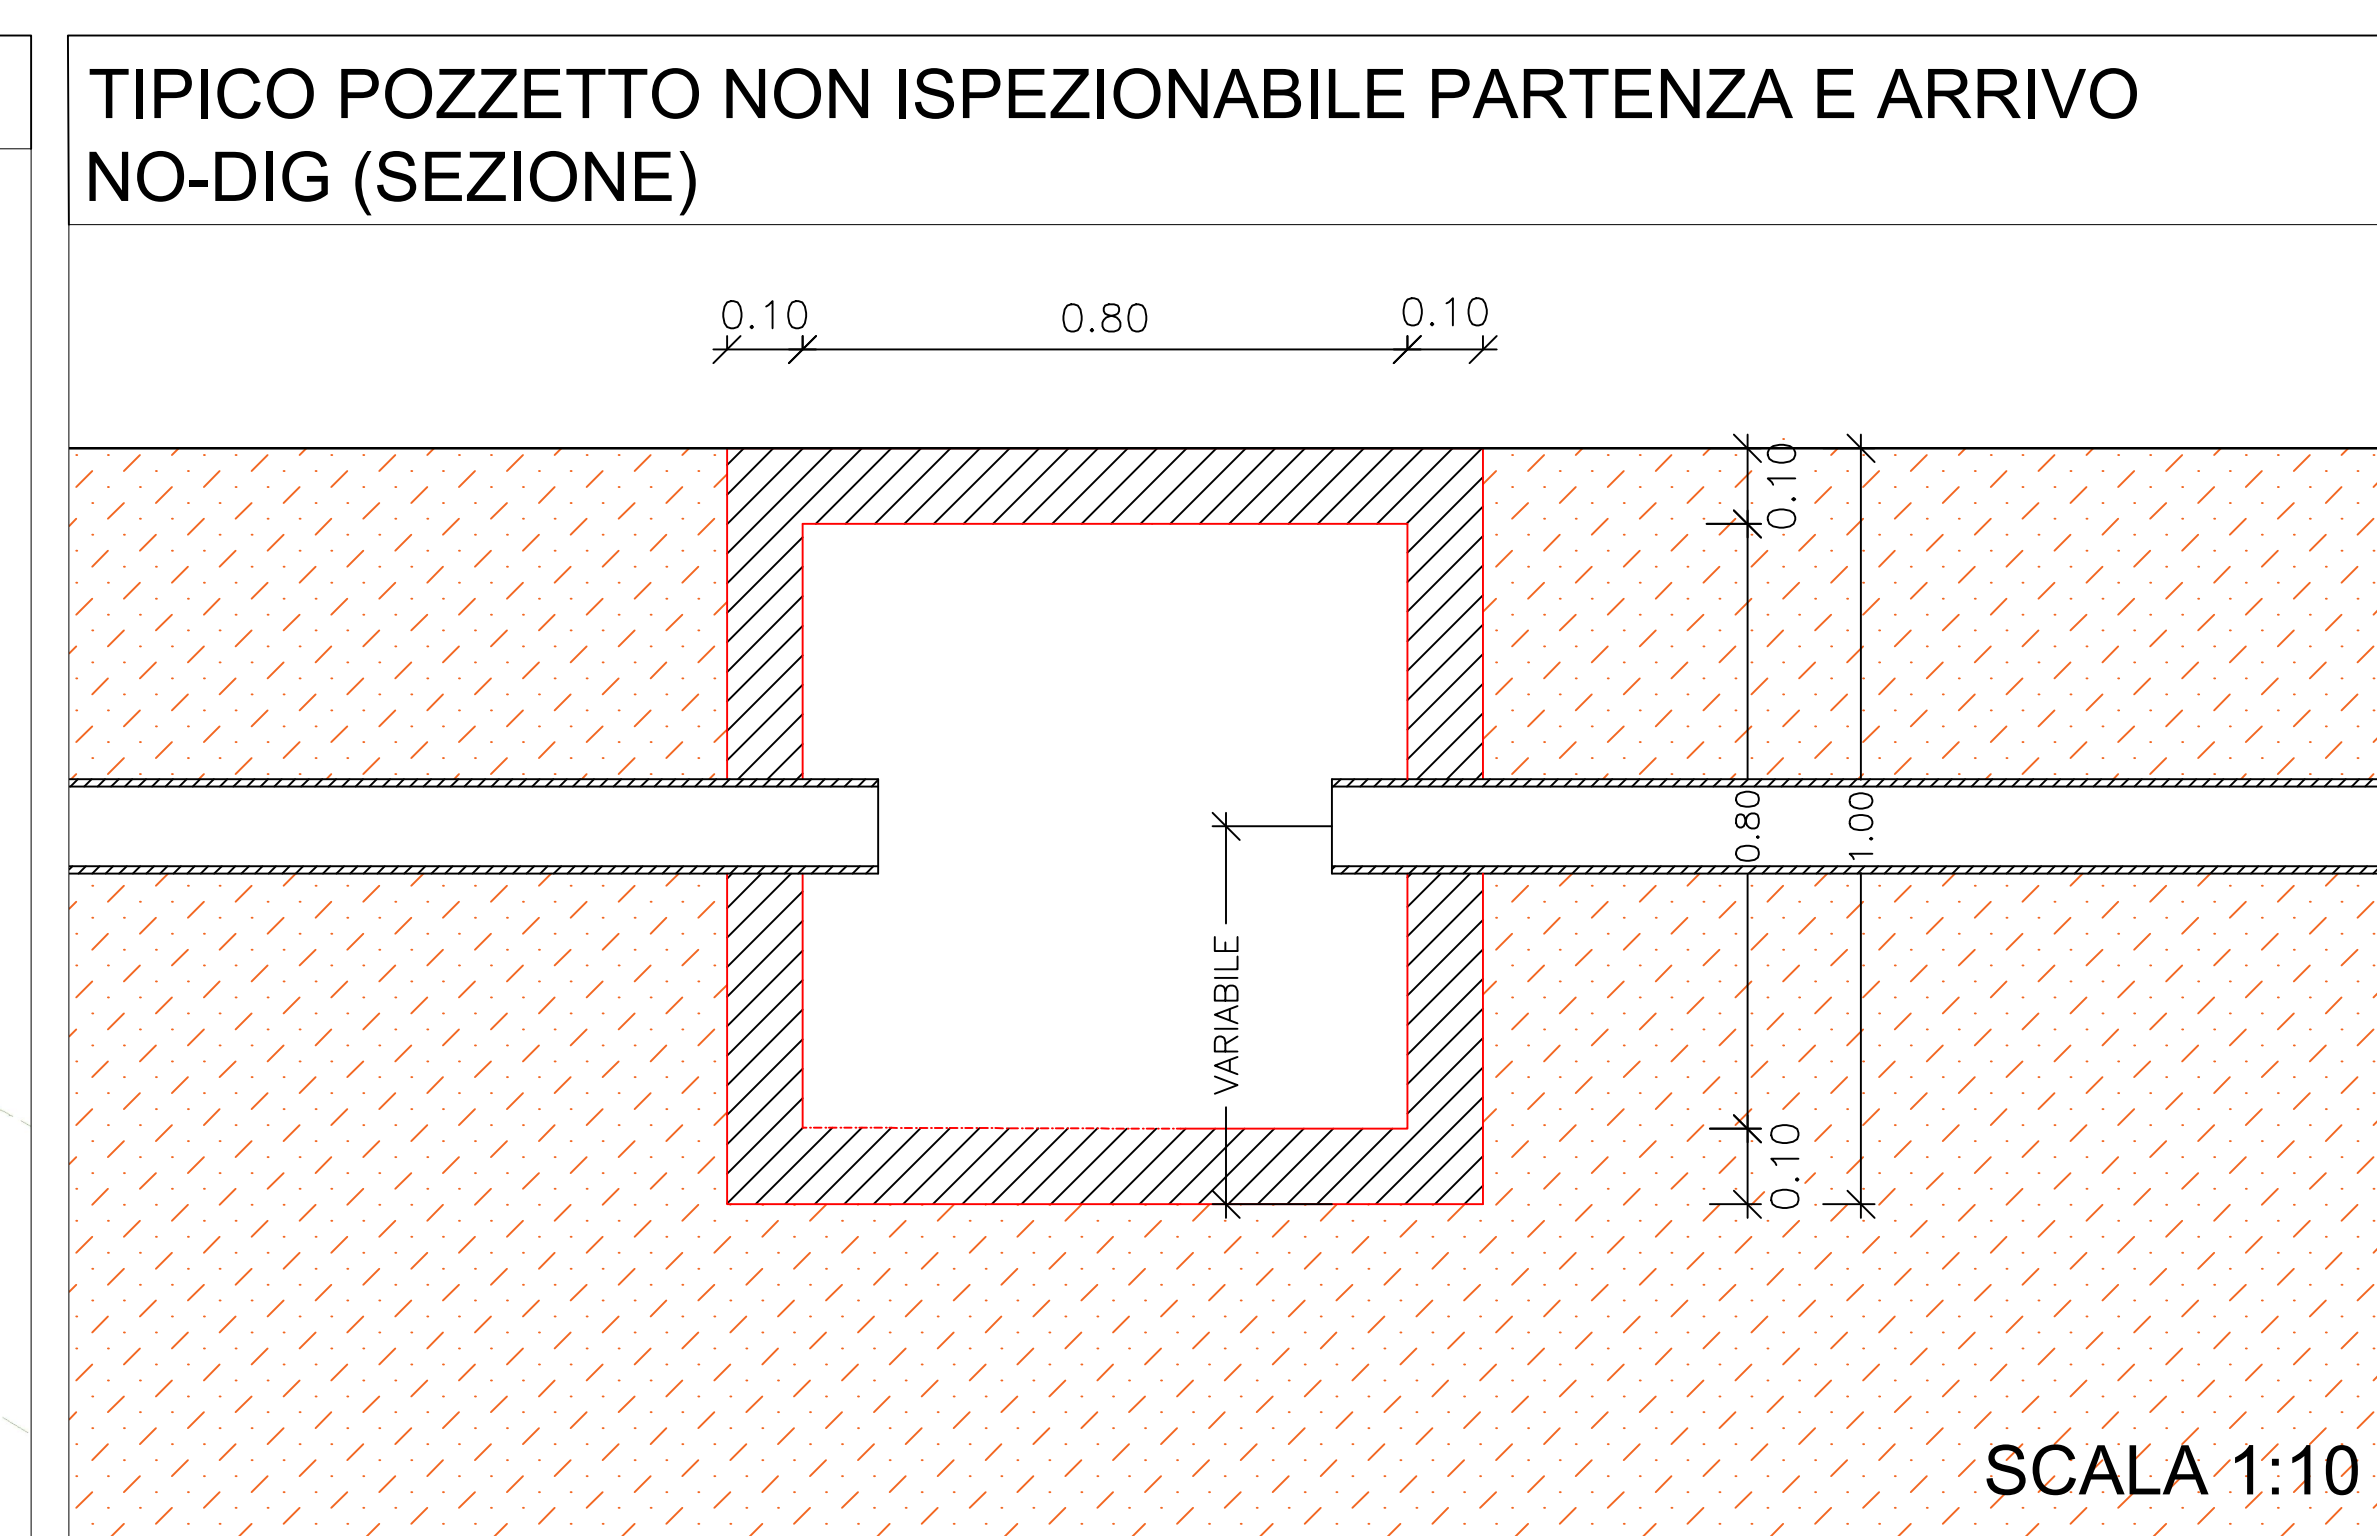 TIPICO POZZETTO NON ISPEZIONABILE PARTENZA E ARRIVO
NO-DIG (SEZIONE)
0.10
0.80
0.10
0.10
0.80
1.00
VARIABILE
0.10
SCALA 1:10